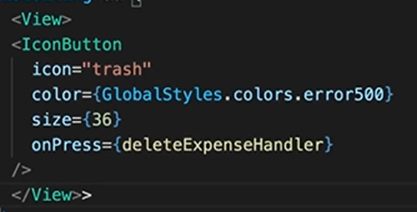 <View>
<IconButton
icon="trash"
color={GlobalStyles.colors.error500}
size={36}
onPress={deleteExpenseHandler}
/>
</View>>